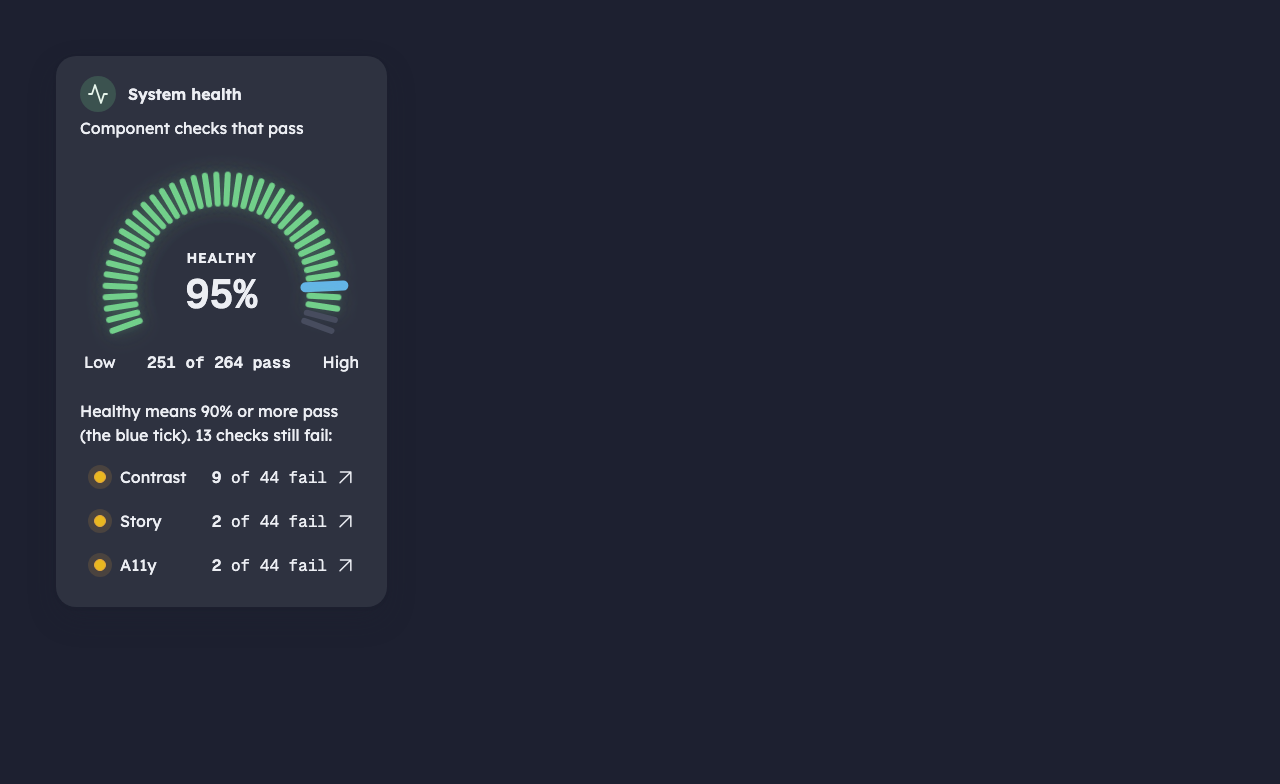 System health
Component checks that pass
HEALTHY
95%
Low 251 of 264 pass High
Healthy means 90% or more pass
(the blue tick). 13 checks still fail:
Contrast 9 of 44 fail
Story 2 of 44 fail
A11y 2 of 44 fail